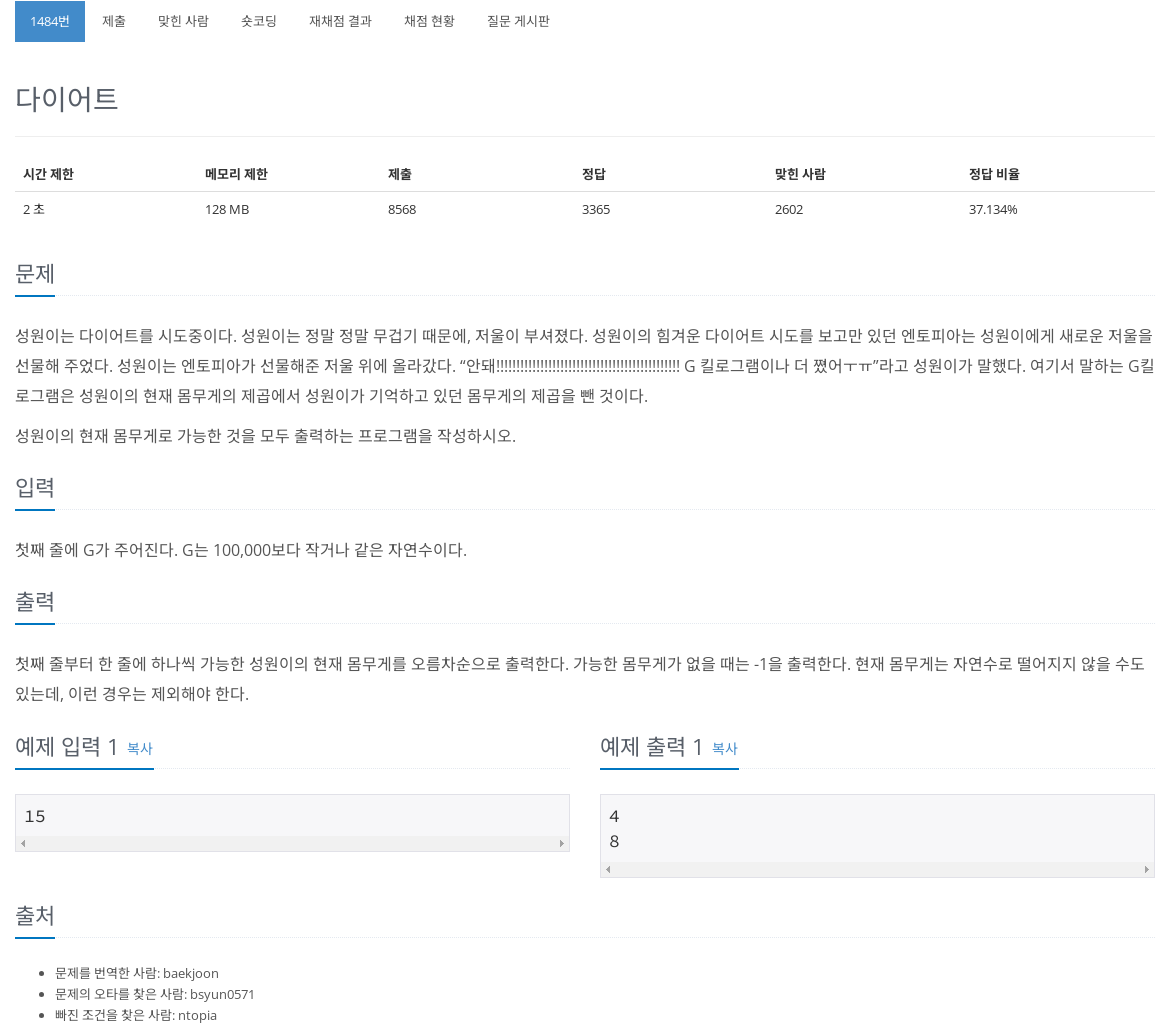 1484번 제출 맞힌 사람 숏코딩 재채점 결과 채점 현황 질문 게시판
다이어트
시간 제한 메모리 제한 제출 정답 맞힌 사람 정답 비율
2 초 128 MB 8568 3365 2602 37.134%
문제
성원이는 다이어트를 시도중이다. 성원이는 정말 정말 무겁기 때문에, 저울이 부셔졌다. 성원이의 힘겨운 다이어트 시도를 보고만 있던 엔토피아는 성원이에게 새로운 저울을
선물해 주었다. 성원이는 엔토피아가 선물해준 저울 위에 올라갔다. “안돼!!!!!!!!!!!!!!!!!!!!!!!!!!!!!!!!!!!!!!!!!!!!!! G 킬로그램이나 더 쪘어ㅜㅠ”라고 성원이가 말했다. 여기서 말하는 G킬
로그램은 성원이의 현재 몸무게의 제곱에서 성원이가 기억하고 있던 몸무게의 제곱을 뺀 것이다.
성원이의 현재 몸무게로 가능한 것을 모두 출력하는 프로그램을 작성하시오.
입력
첫째 줄에 G가 주어진다. G는 100,000보다 작거나 같은 자연수이다.
출력
첫째 줄부터 한 줄에 하나씩 가능한 성원이의 현재 몸무게를 오름차순으로 출력한다. 가능한 몸무게가 없을 때는 -1을 출력한다. 현재 몸무게는 자연수로 떨어지지 않을 수도
있는데, 이런 경우는 제외해야 한다.
예제 입력 1 복사
15
예제 출력 1 복사
4
8
출처
문제를 번역한 사람: baekjoon
문제의 오타를 찾은 사람: bsyun0571
빠진 조건을 찾은 사람: ntopia